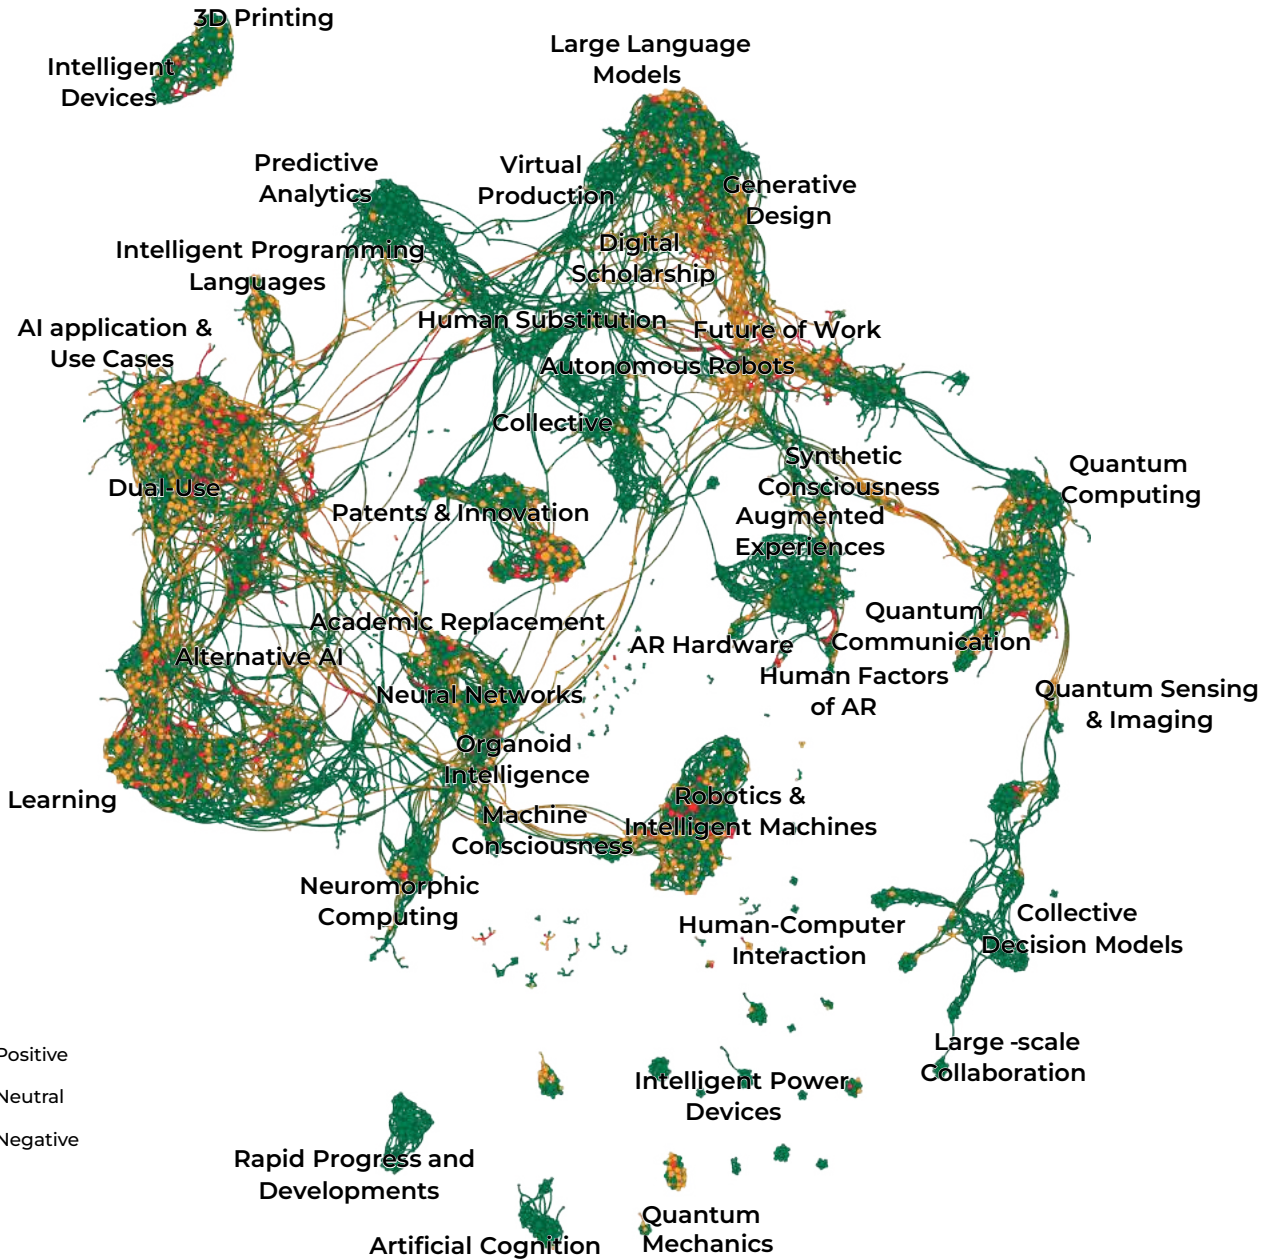 3D Printing
Intelligent
Devices
Large Language
Models
Predictive
Analytics
Virtual
Production
Generative
Design
Intelligent Programming
Languages
Digital
Scholarship
AI application &
Use Cases
Human Substitution
Future of Work
Autonomous Robots
Collective
Synthetic
Consciousness
Quantum
Computing
Dual-Use
Patents & Innovation
Augmented
Experiences
Academic Replacement
Quantum
Communication
Alternative AI
AR Hardware
Neural Networks
Human Factors
of AR
Quantum Sensing
& Imaging
Organoid
Intelligence
Learning
Machine
Consciousness
Robotics &
Intelligent Machines
Neuromorphic
Computing
Human-Computer
Interaction
Collective
Decision Models
Large -scale
Collaboration
Positive
Neutral
Negative
Intelligent Power
Devices
Rapid Progress and
Developments
Artificial Cognition
Quantum
Mechanics